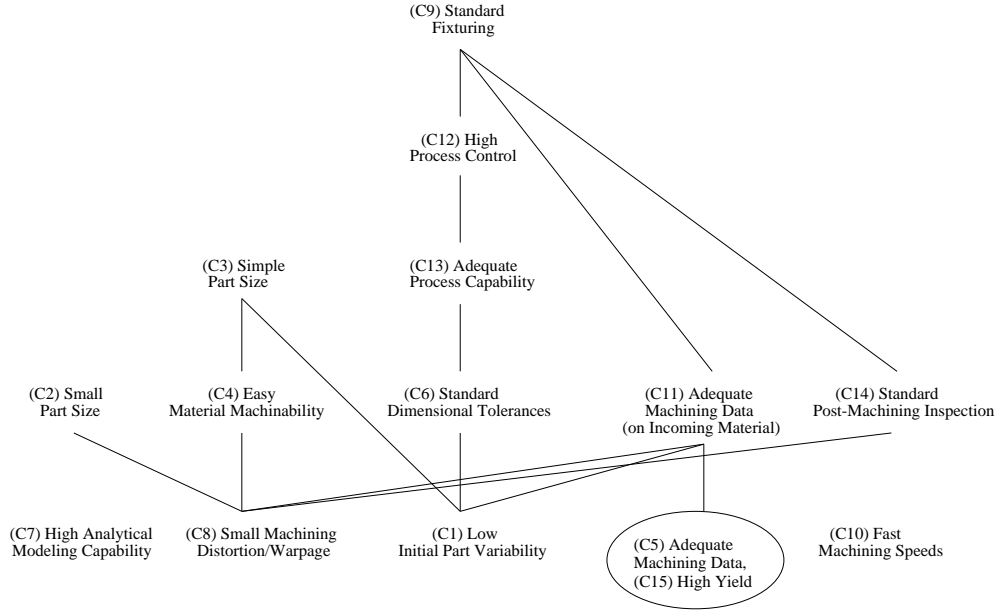 (C9) Standard
Fixturing
(C12) High
Process Control
(C3) Simple
Part Size
(C13) Adequate
Process Capability
(C2) Small
Part Size
(C4) Easy
Material Machinability
(C6) Standard
Dimensional Tolerances
(C11) Adequate
Machining Data
(on Incoming Material)
(C14) Standard
Post-Machining Inspection
(C7) High Analytical
Modeling Capability
(C8) Small Machining
Distortion/Warpage
(C1) Low
Initial Part Variability
(C5) Adequate
Machining Data,
(C15) High Yield
(C10) Fast
Machining Speeds